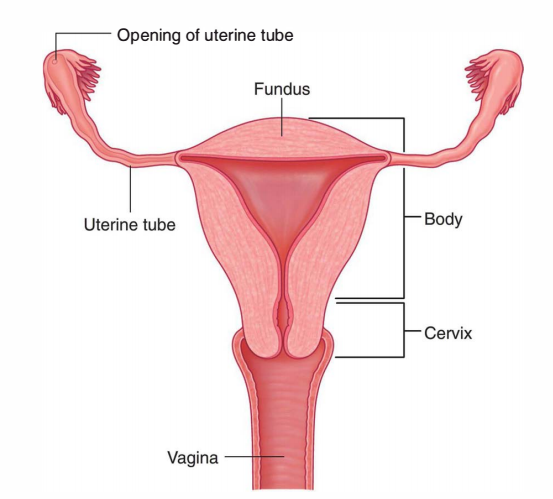 Opening of uterine tube
Fundus
Uterine tube
Body
Cervix
Vagina